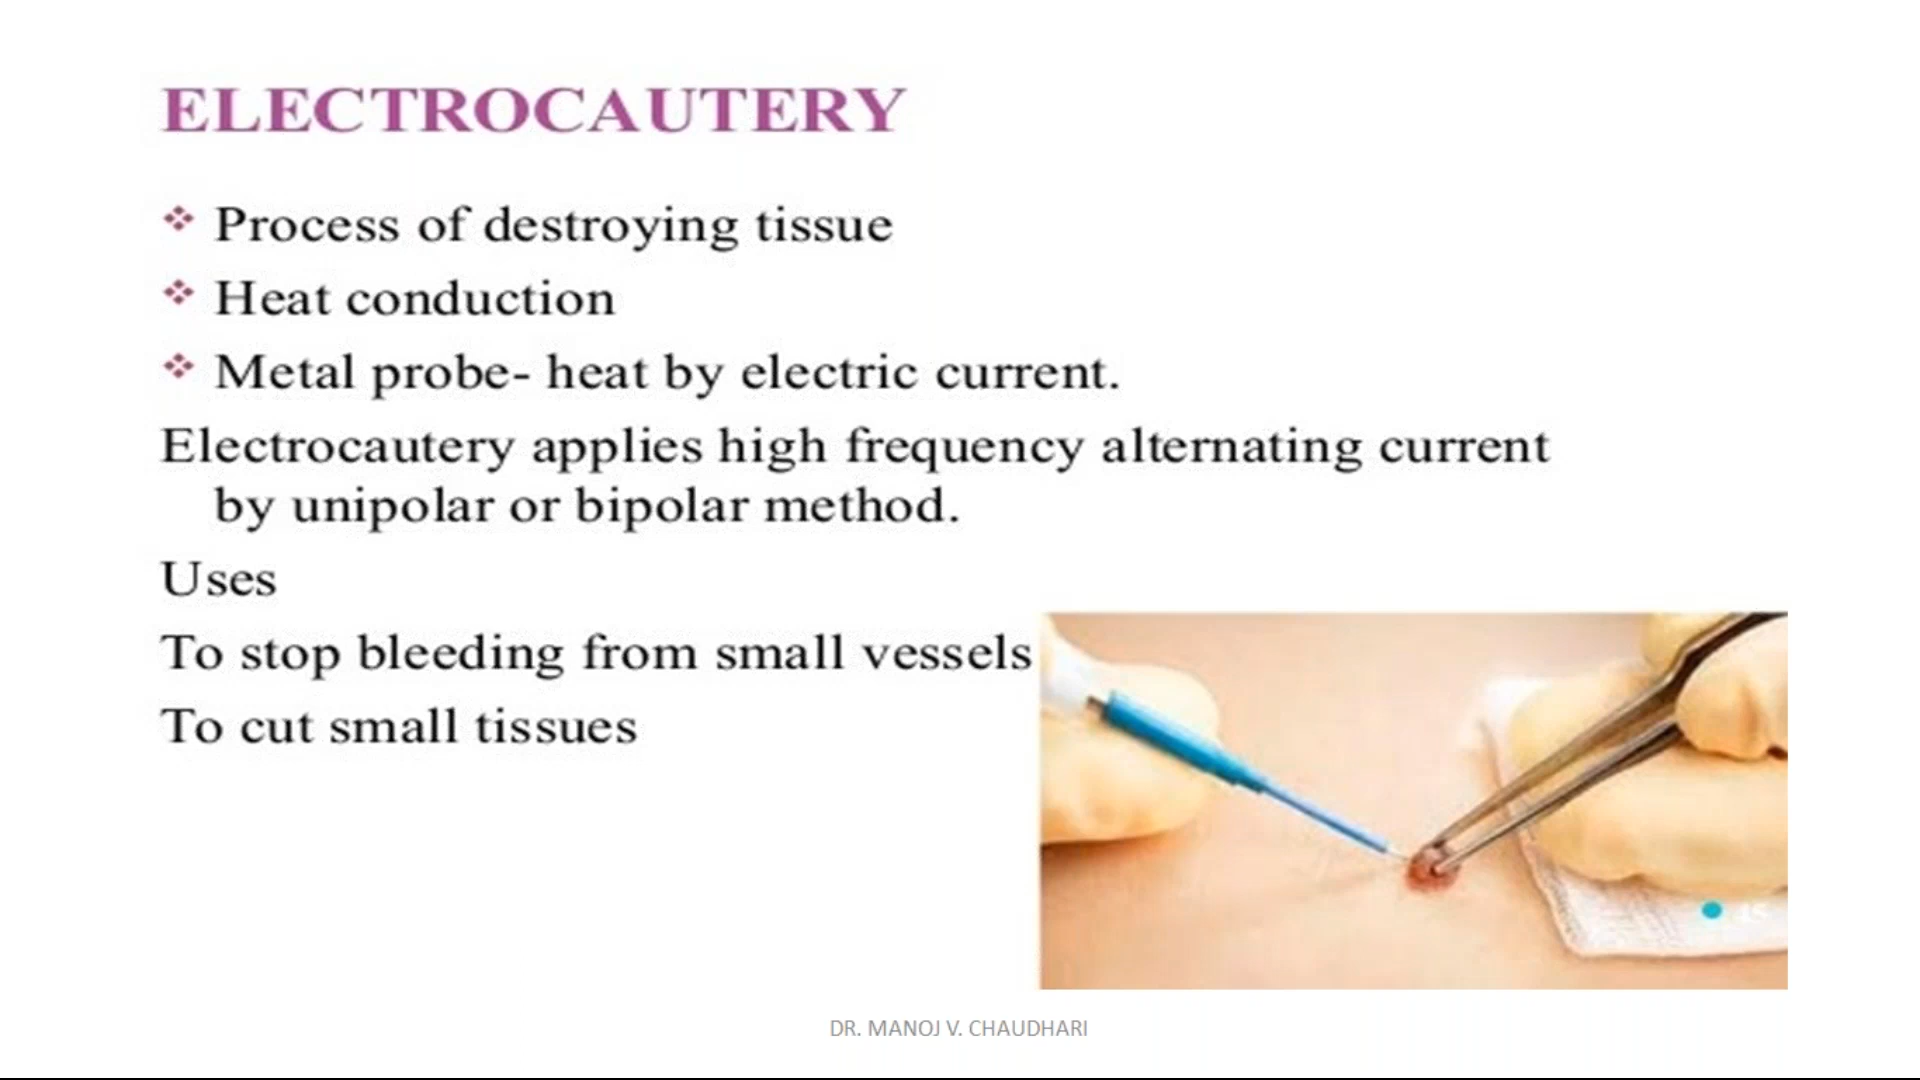 ELECTROCAUTERY
Process of destroying tissue
Heat conduction
Metal probe- heat by electric current.
Electrocautery applies high frequency alternating current
by unipolar or bipolar method.
Uses
To stop bleeding from small vessels
To cut small tissues
DR. MANOJ V. CHAUDHARI